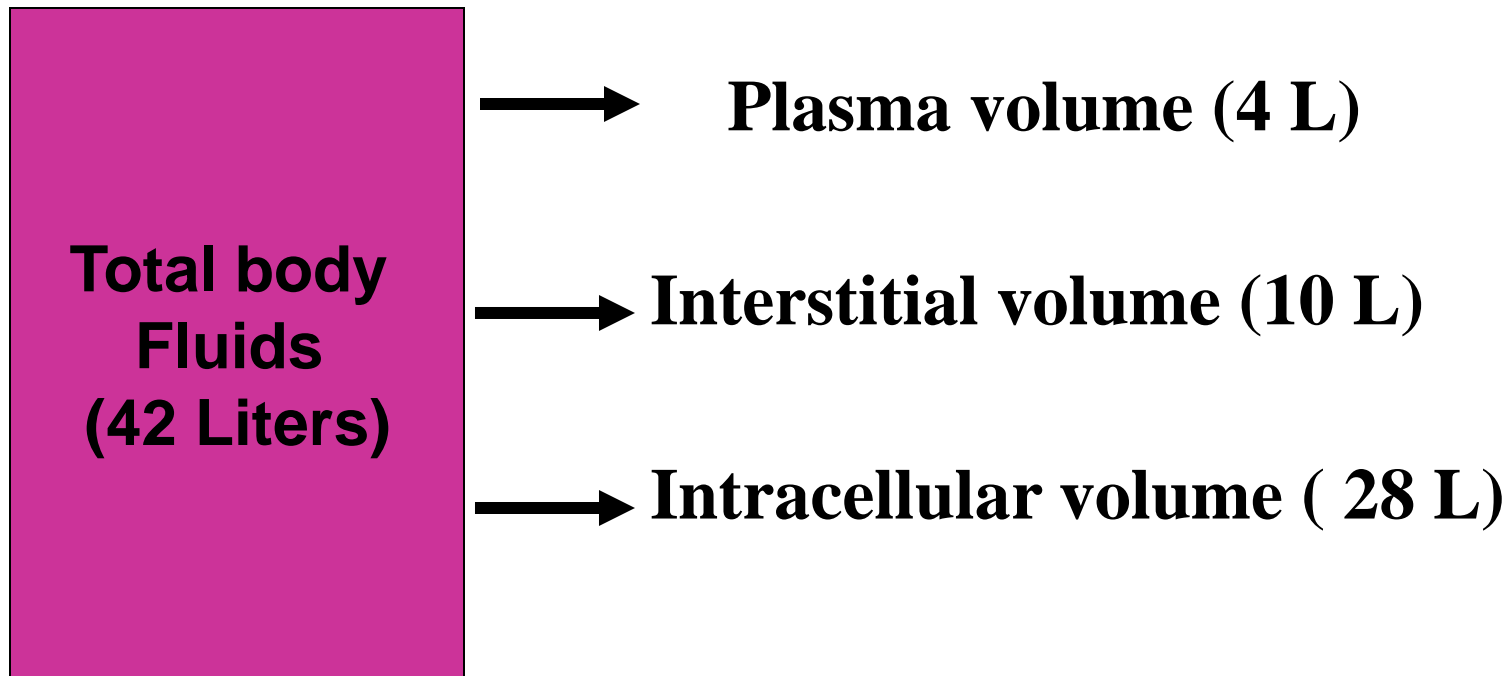 Total body
Fluids
(42 Liters)
Plasma volume (4 L)
Interstitial volume (10 L)
Intracellular volume ( 28 L)